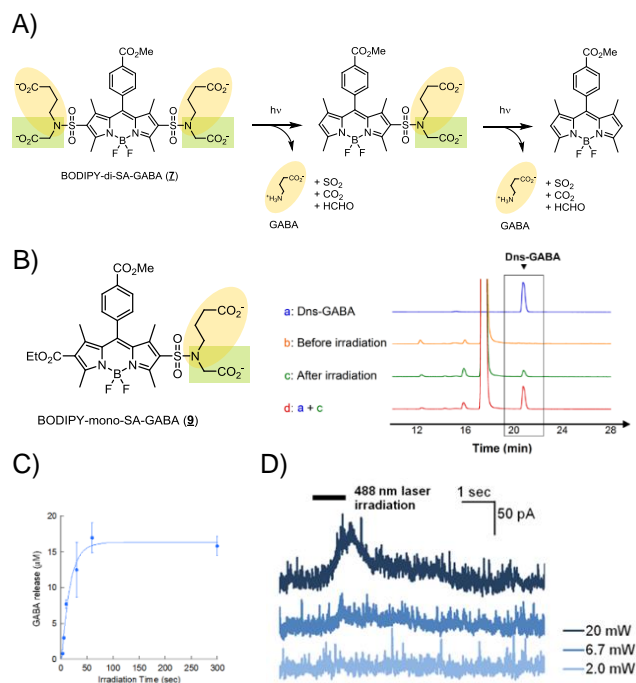 A)
CO₂Me
CO₂Me
CO₂Me
⁻O₂C
CO₂⁻
CO₂⁻
O
O
O
O
hν
hν
N
S
S
N
S
N
⁻O₂C
CO₂⁻
CO₂⁻
N
B
N
N
B
N
N
B
N
F F
F F
F F
CO₂⁻
+ SO₂
+ CO₂
+ HCHO
CO₂⁻
+ SO₂
+ CO₂
+ HCHO
⁺H₃N
⁺H₃N
BODIPY-di-SA-GABA (7)
GABA
GABA
B)
CO₂Me
CO₂⁻
EtO₂C
O
O
S
N
CO₂⁻
N
B
N
F F
BODIPY-mono-SA-GABA (9)
Dns-GABA
a: Dns-GABA
b: Before irradiation
c: After irradiation
d: a + c
12 16 20 24 28
Time (min)
C)
GABA release (μM)
20
15
10
5
0
0 50 100 150 200 250 300
Irradiation Time (sec)
D)
488 nm laser
irradiation
1 sec
50 pA
20 mW
6.7 mW
2.0 mW